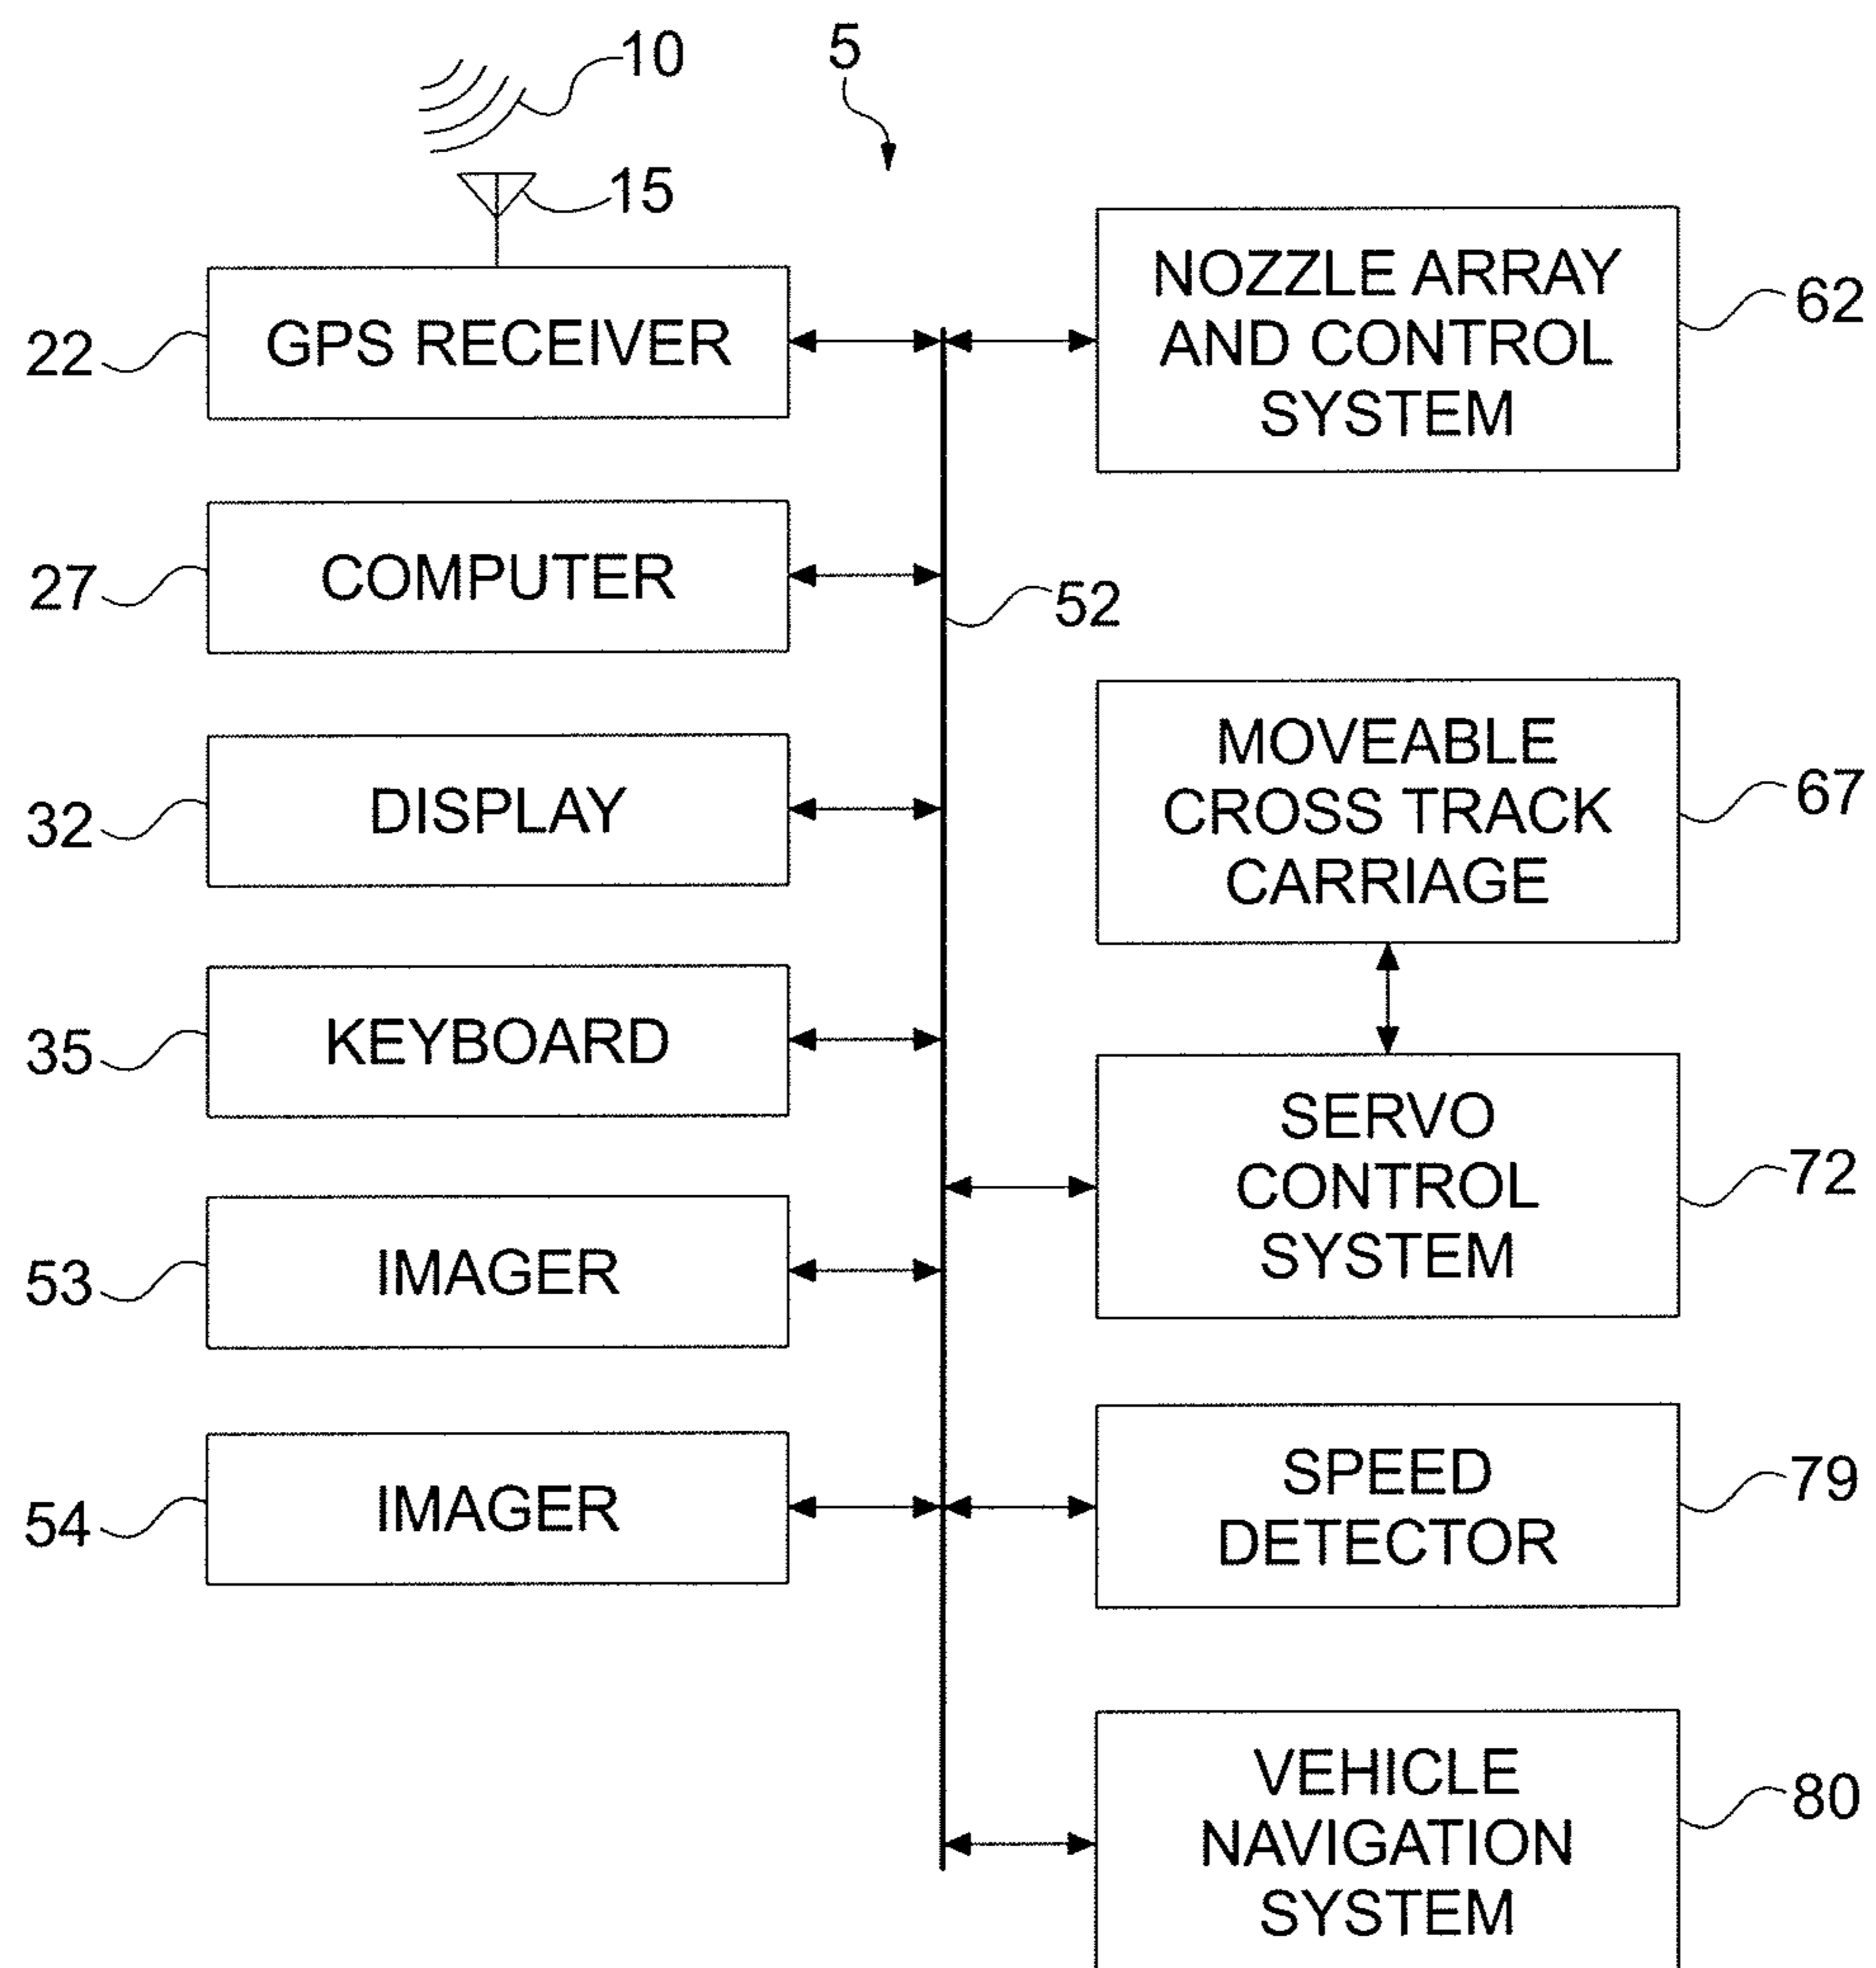 10
5
15
22
GPS RECEIVER
NOZZLE ARRAY
AND CONTROL
SYSTEM
62
27
COMPUTER
52
32
DISPLAY
MOVEABLE
CROSS TRACK
CARRIAGE
67
35
KEYBOARD
SERVO
CONTROL
SYSTEM
72
53
IMAGER
54
IMAGER
SPEED
DETECTOR
79
VEHICLE
NAVIGATION
SYSTEM
80